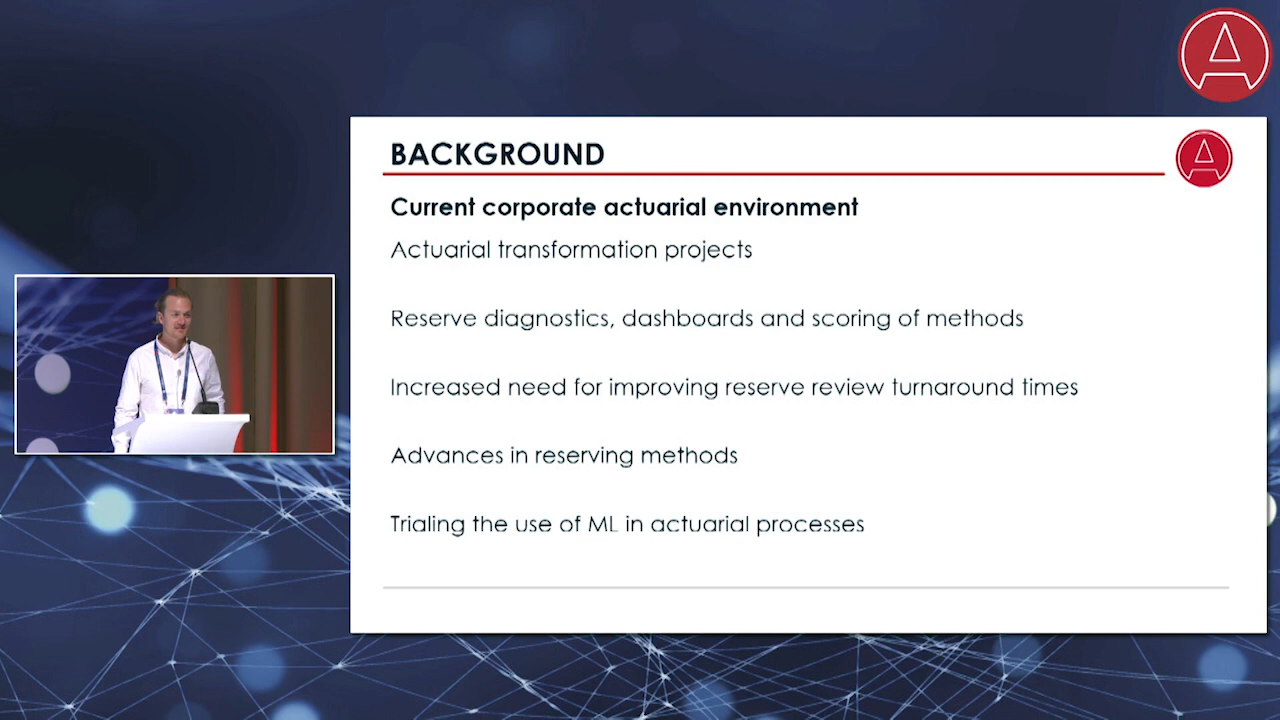 BACKGROUND
Current corporate actuarial environment
Actuarial transformation projects
Reserve diagnostics, dashboards and scoring of methods
Increased need for improving reserve review turnaround times
Advances in reserving methods
Trialing the use of ML in actuarial processes